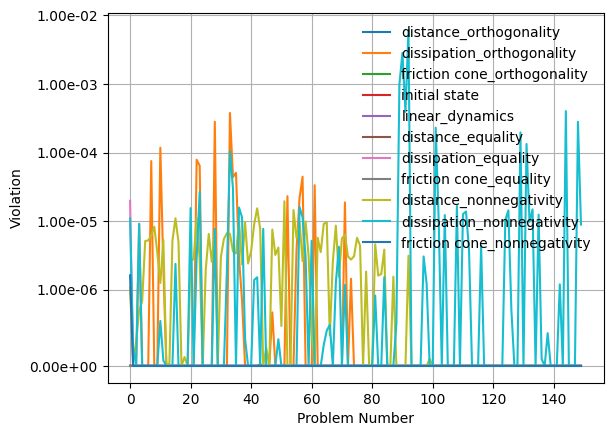 1.00e-02
1.00e-03
1.00e-04
1.00e-05
1.00e-06
0.00e+00
Violation
distance_orthogonality
dissipation_orthogonality
friction cone_orthogonality
initial state
linear_dynamics
distance_equality
dissipation_equality
friction cone_equality
distance_nonnegativity
dissipation_nonnegativity
friction cone_nonnegativity
0 20 40 60 80 100 120 140
Problem Number